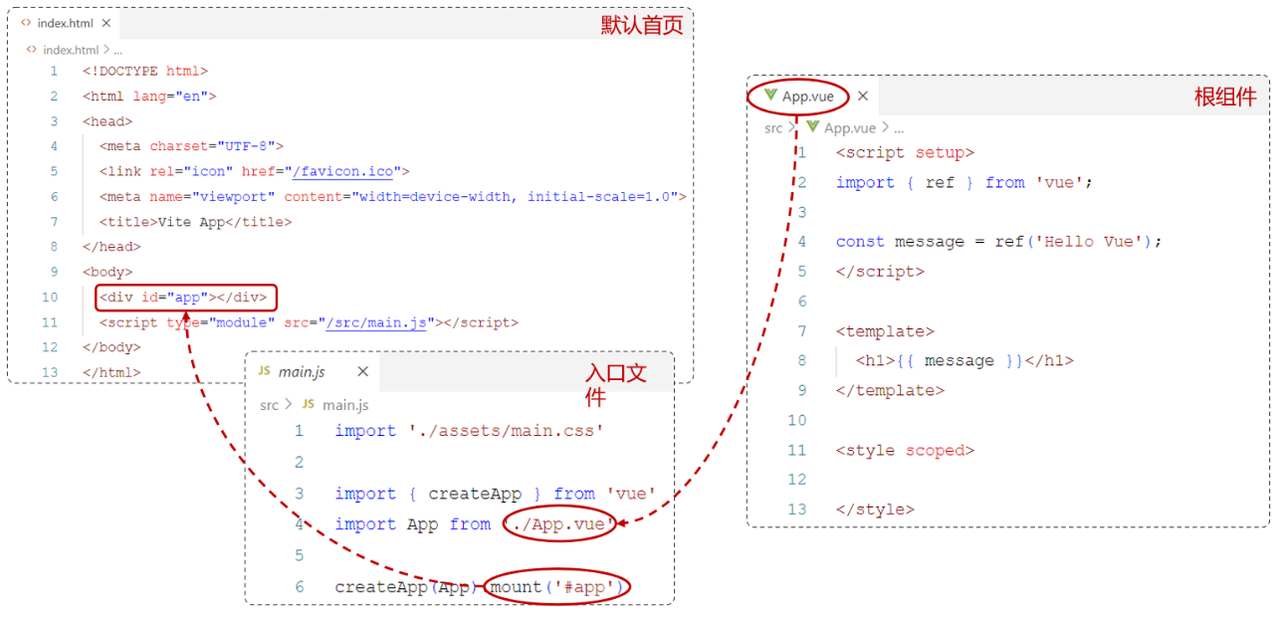 index.html ×
默认首页
index.html > ...
1 <!DOCTYPE html>
2 <html lang="en">
3 <head>
4 <meta charset="UTF-8">
5 <link rel="icon" href="/favicon.ico">
6 <meta name="viewport" content="width=device-width, initial-scale=1.0">
7 <title>Vite App</title>
8 </head>
9 <body>
10 <div id="app"></div>
11 <script type="module" src="/src/main.js"></script>
12 </body>
13 </html>
JS main.js ×
入口文
件
src > JS main.js
1 import './assets/main.css'
2
3 import { createApp } from 'vue'
4 import App from './App.vue'
5
6 createApp(App).mount('#app')
App.vue ×
根组件
src > App.vue > ...
1 <script setup>
2 import { ref } from 'vue';
3
4 const message = ref('Hello Vue');
5 </script>
6
7 <template>
8 <h1>{{ message }}</h1>
9 </template>
10
11 <style scoped>
12
13 </style>